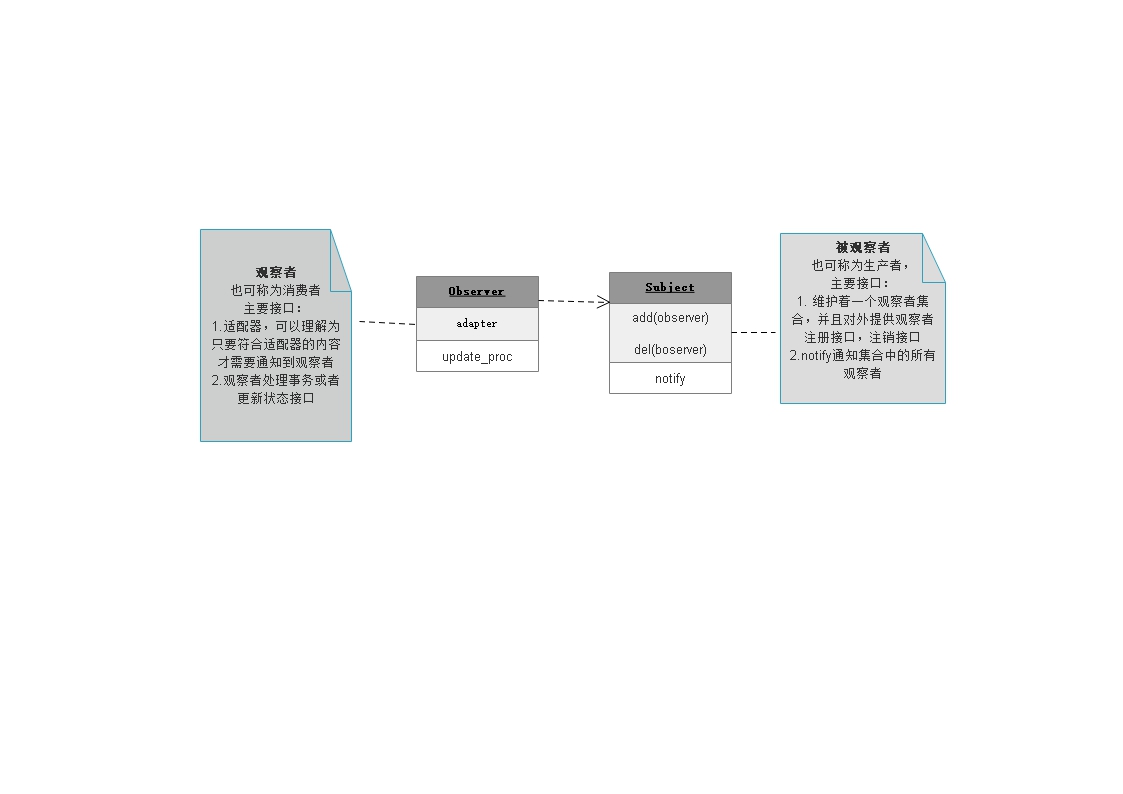 观察者
也可称为消费者
主要接口：
1.适配器，可以理解为
只要符合适配器的内容
才需要通知到观察者
2.观察者处理事务或者
更新状态接口
Observer
adapter
update_proc
Subject
add(observer)
del(boserver)
notify
被观察者
也可称为生产者，
主要接口：
1. 维护着一个观察者集
合，并且对外提供观察者
注册接口，注销接口
2.notify通知集合中的所有
观察者